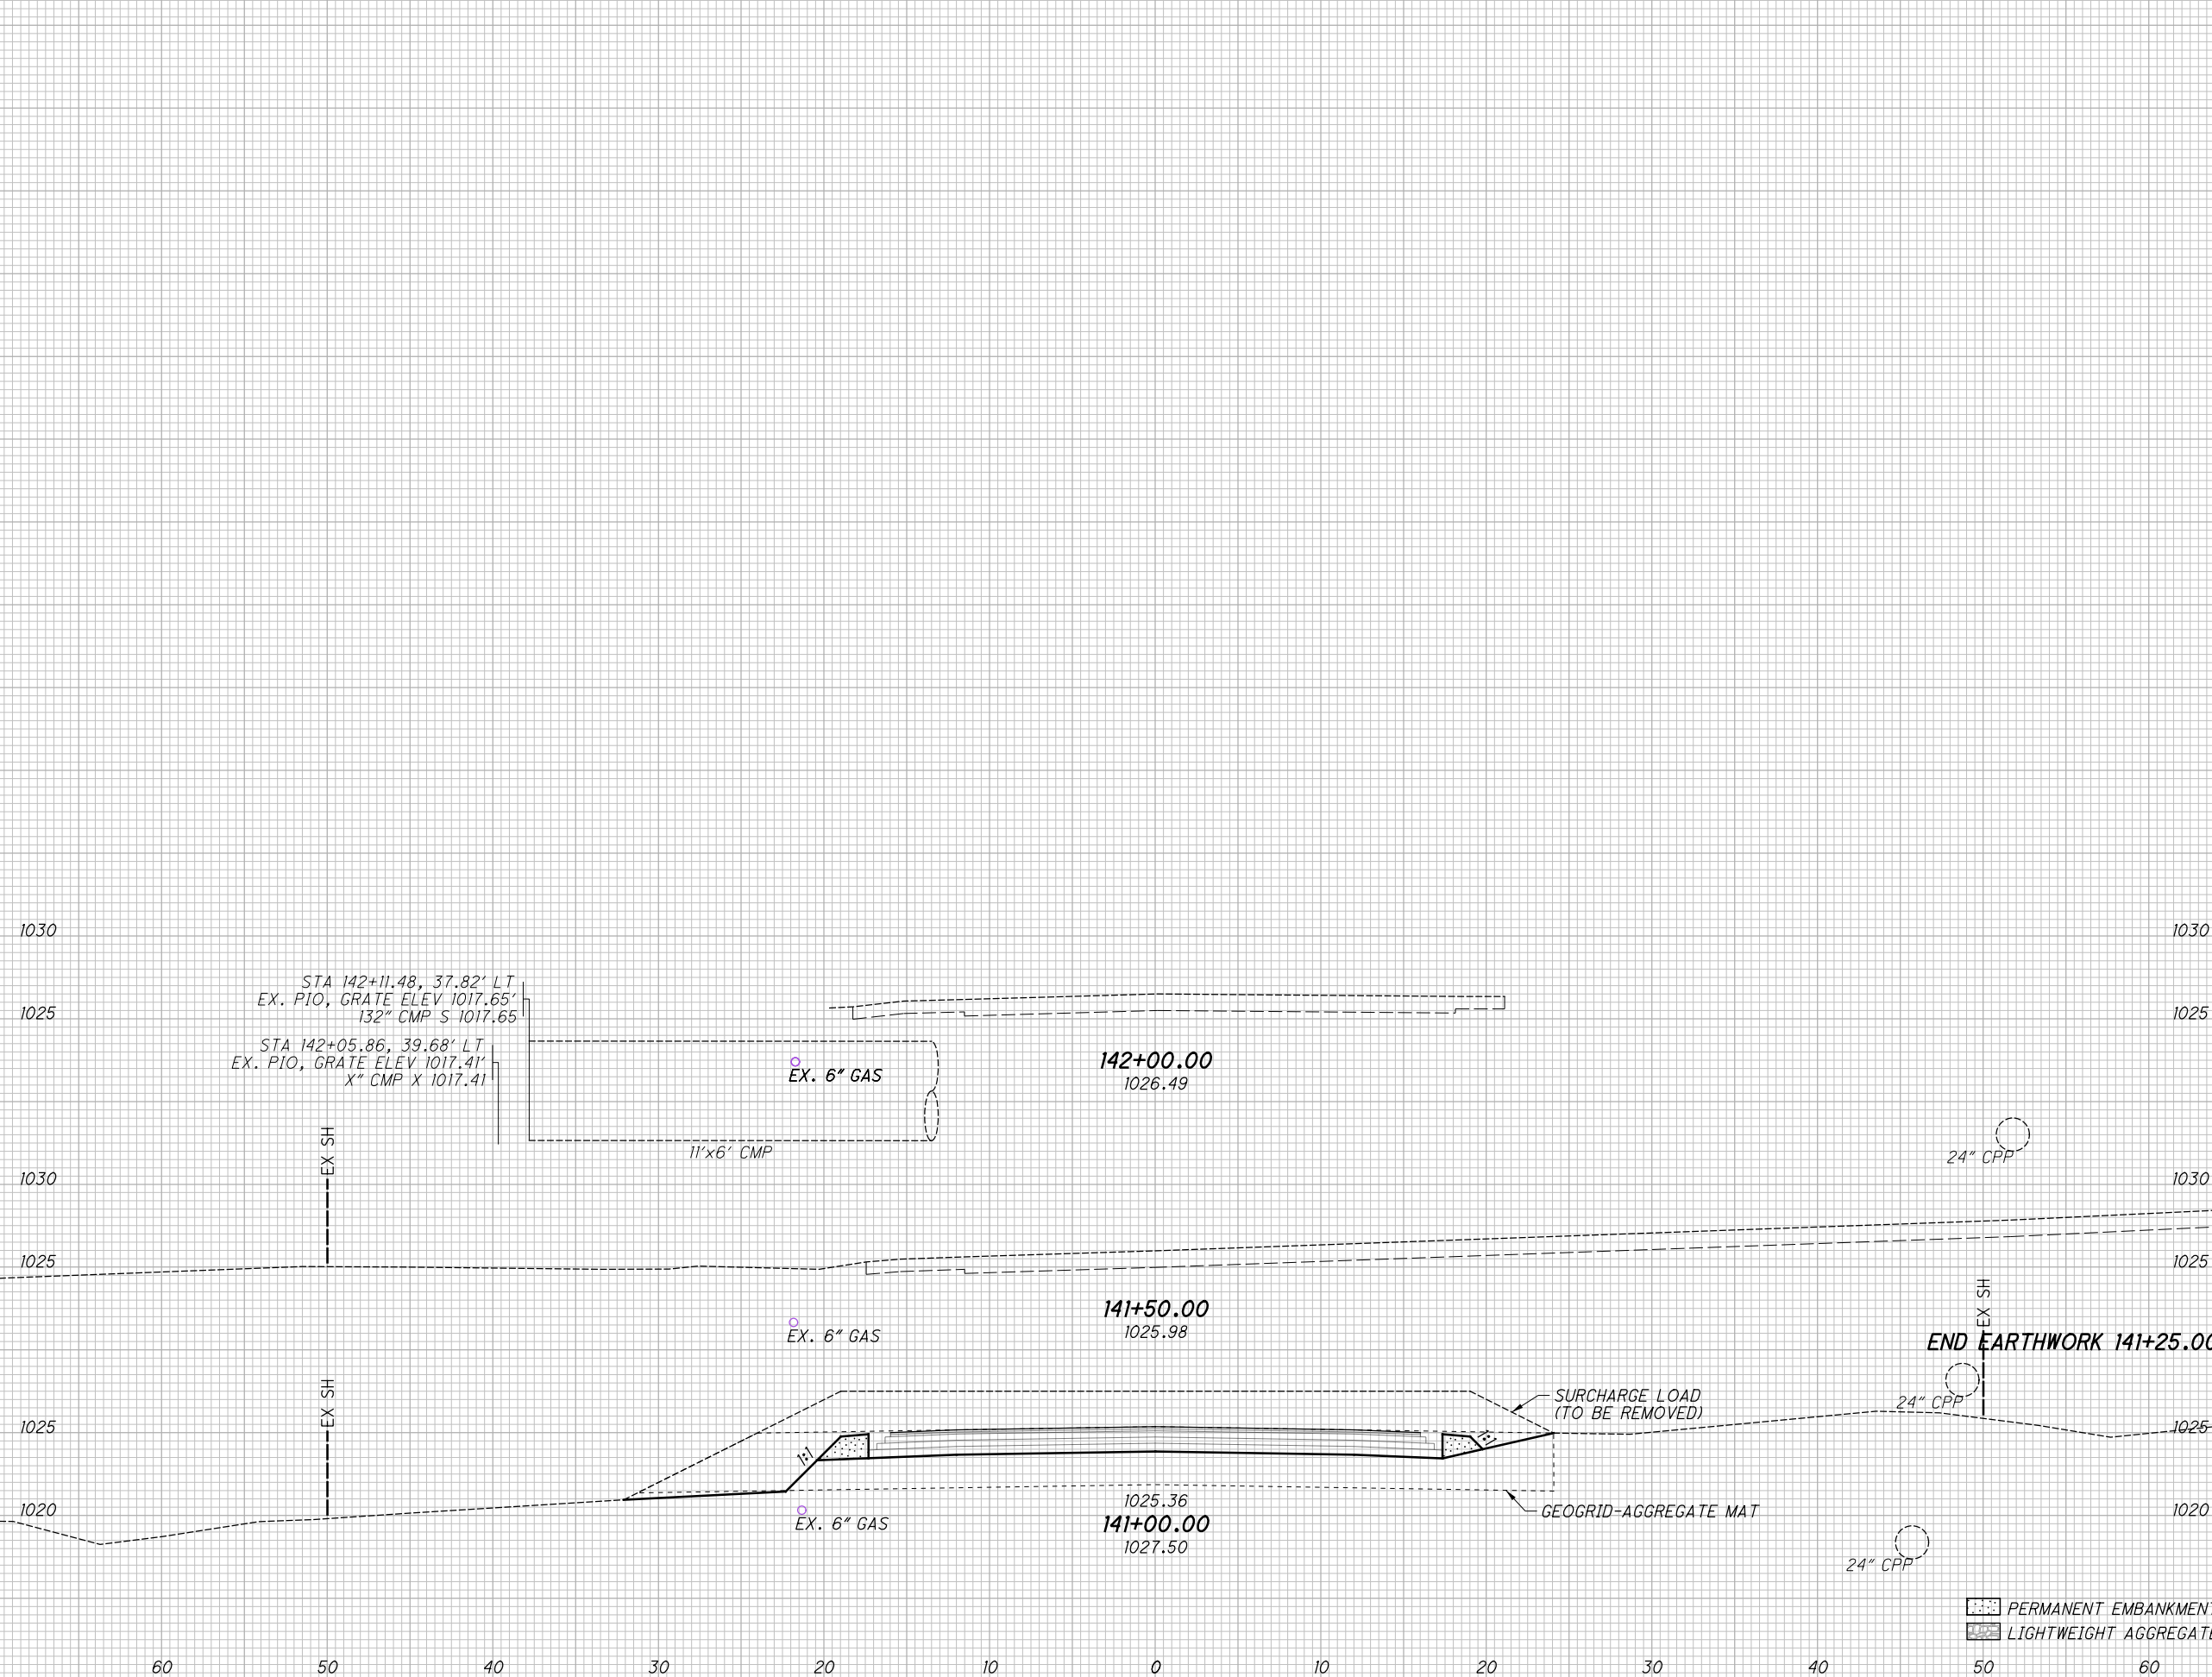 1030
1030
STA 142+11.48, 37.82' LT
EX. PIO, GRATE ELEV 1017.65'
132" CMP S 1017.65
1025
1025
STA 142+05.86, 39.68' LT
EX. PIO, GRATE ELEV 1017.41'
X" CMP X 1017.41
EX. 6" GAS
142+00.00
1026.49
EX SH
11'x6' CMP
24" CPP
1030
1030
1025
1025
141+50.00
1025.98
EX. 6" GAS
EX SH
END EARTHWORK 141+25.00
EX SH
24" CPP
SURCHARGE LOAD
(TO BE REMOVED)
1025
1025
1:1
1:1
1020
1020
EX. 6" GAS
1025.36
141+00.00
1027.50
GEOGRID-AGGREGATE MAT
24" CPP
PERMANENT EMBANKMENT
LIGHTWEIGHT AGGREGATE
60 50 40 30 20 10 0 10 20 30 40 50 60